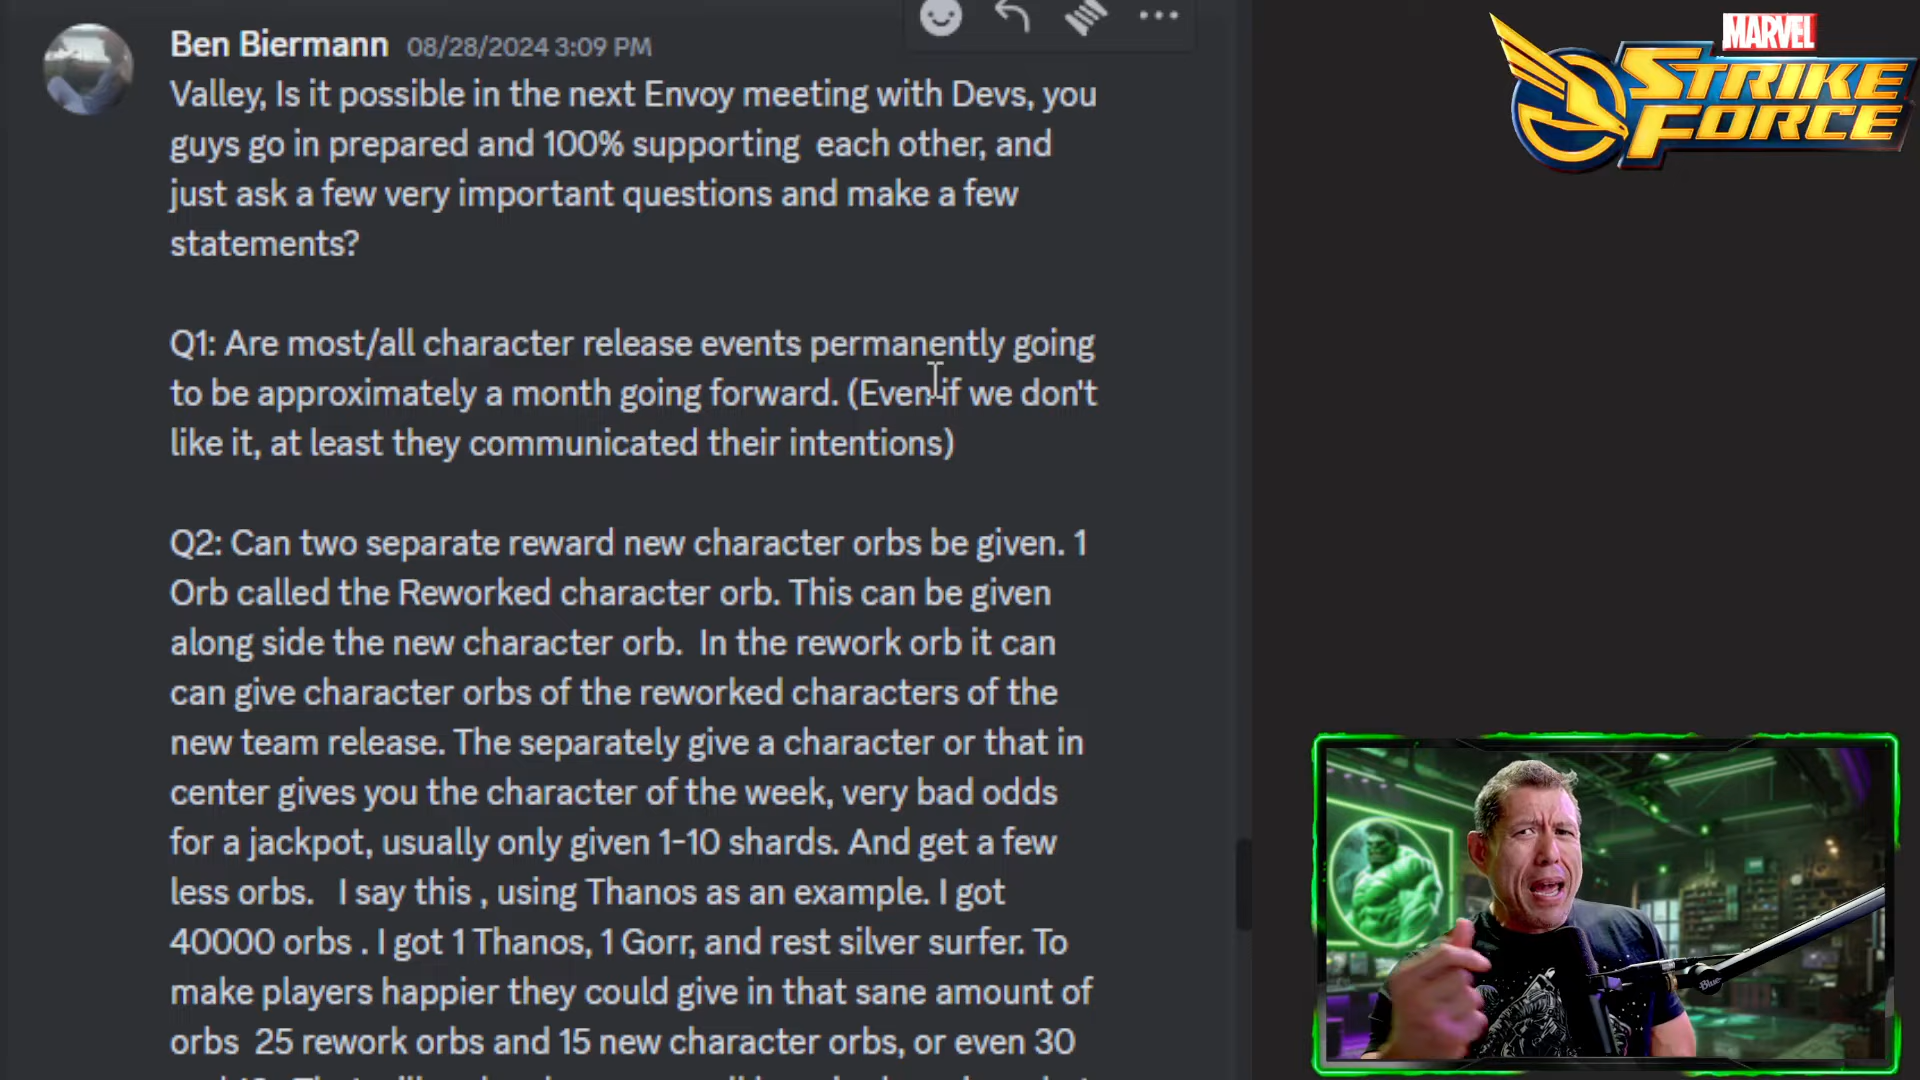 Ben Biermann 08/28/2024 3:09 PM
Valley, Is it possible in the next Envoy meeting with Devs, you
guys go in prepared and 100% supporting  each other, and
just ask a few very important questions and make a few
statements?
Q1: Are most/all character release events permanently going
to be approximately a month going forward. (Even if we don't
like it, at least they communicated their intentions)
Q2: Can two separate reward new character orbs be given. 1
Orb called the Reworked character orb. This can be given
along side the new character orb.  In the rework orb it can
can give character orbs of the reworked characters of the
new team release. The separately give a character or that in
center gives you the character of the week, very bad odds
for a jackpot, usually only given 1-10 shards. And get a few
less orbs.   I say this , using Thanos as an example. I got
40000 orbs . I got 1 Thanos, 1 Gorr, and rest silver surfer. To
make players happier they could give in that sane amount of
orbs  25 rework orbs and 15 new character orbs, or even 30
MARVEL
STRIKE
FORCE
Blue